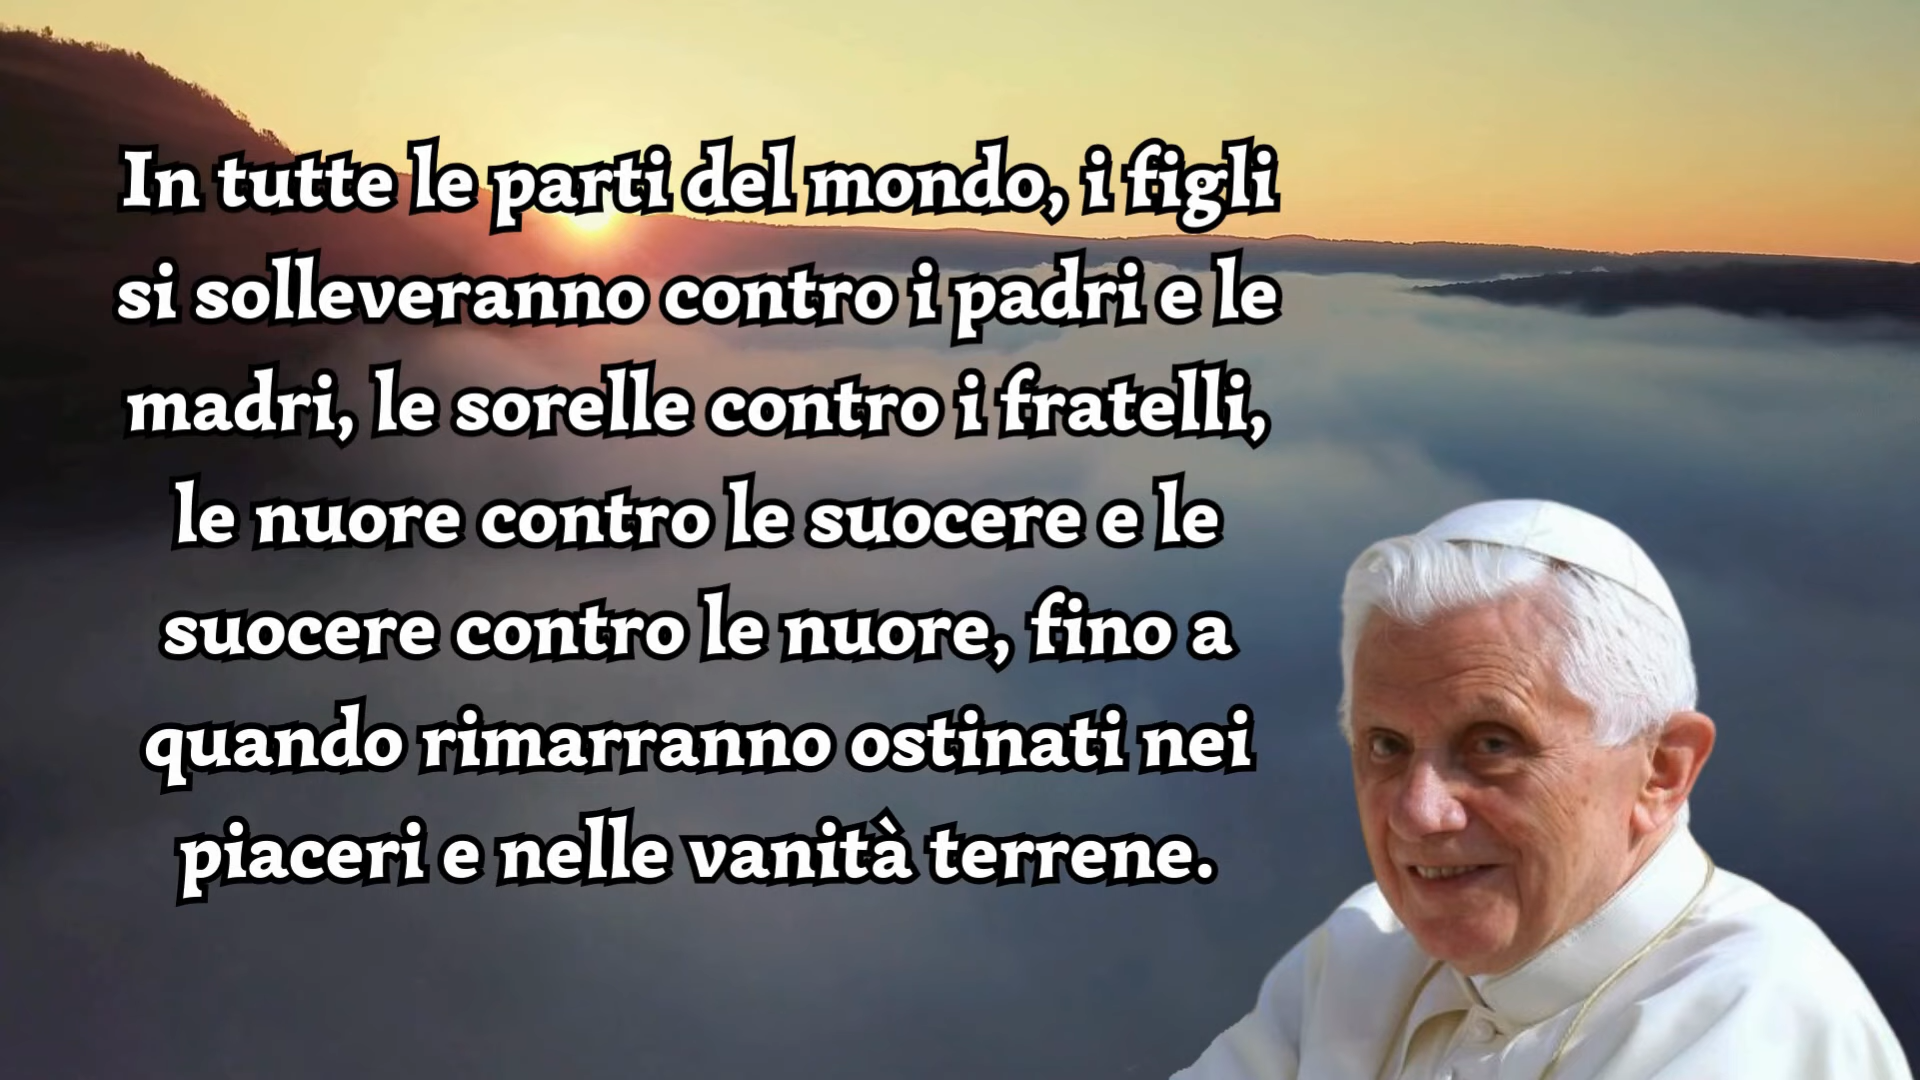 In tutte le parti del mondo, i figli
si solleveranno contro i padri e le
madri, le sorelle contro i fratelli,
le nuore contro le suocere e le
suocere contro le nuore, fino a
quando rimarranno ostinati nei
piaceri e nelle vanità terrene.